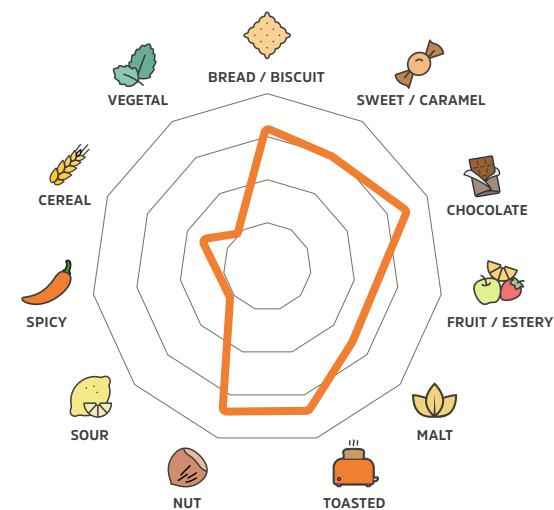 BREAD / BISCUIT
SWEET / CARAMEL
CHOCOLATE
FRUIT / ESTERY
MALT
TOASTED
NUT
SOUR
SPICY
CEREAL
VEGETAL